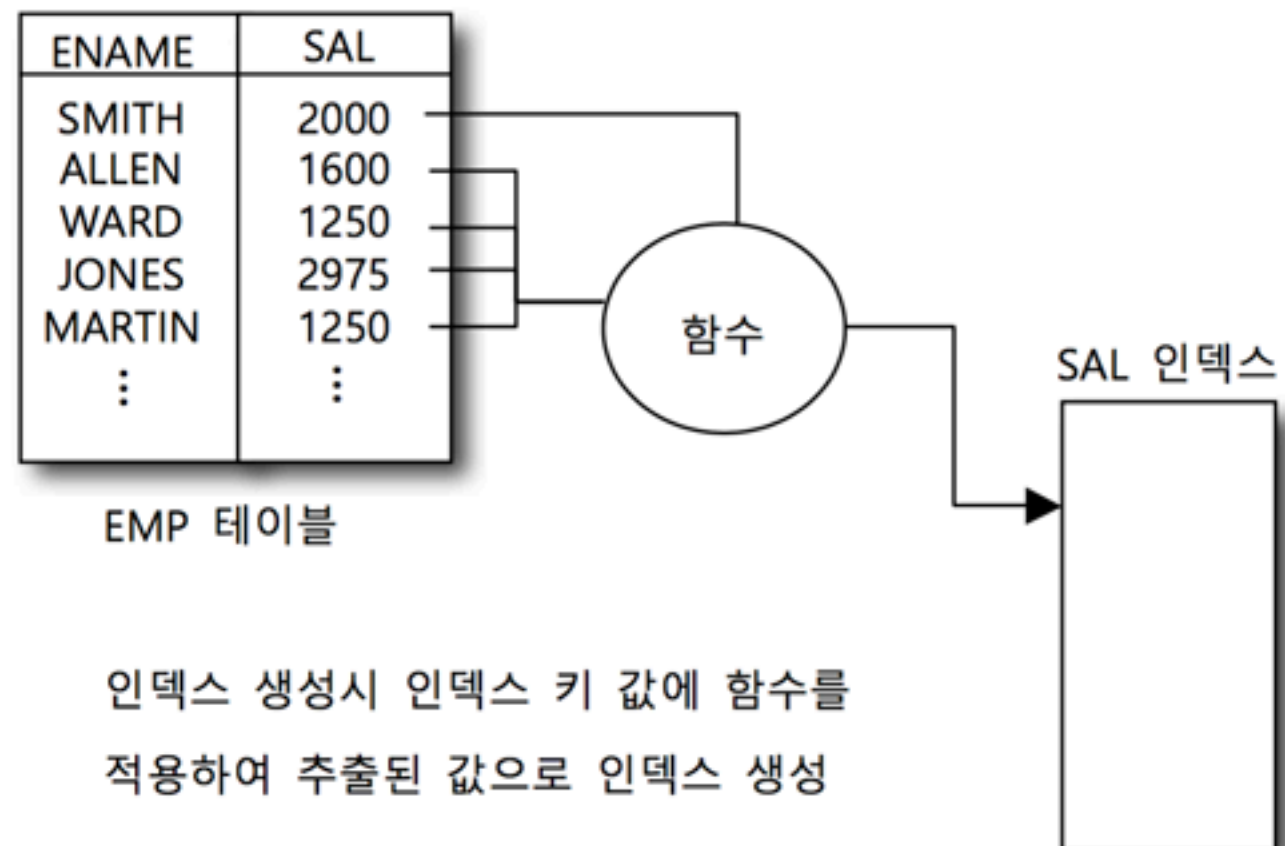 ENAME SAL
SMITH 2000
ALLEN 1600
WARD 1250
JONES 2975
MARTIN 1250
⋮ ⋮
함수
SAL 인덱스
EMP 테이블
인덱스 생성시 인덱스 키 값에 함수를
적용하여 추출된 값으로 인덱스 생성